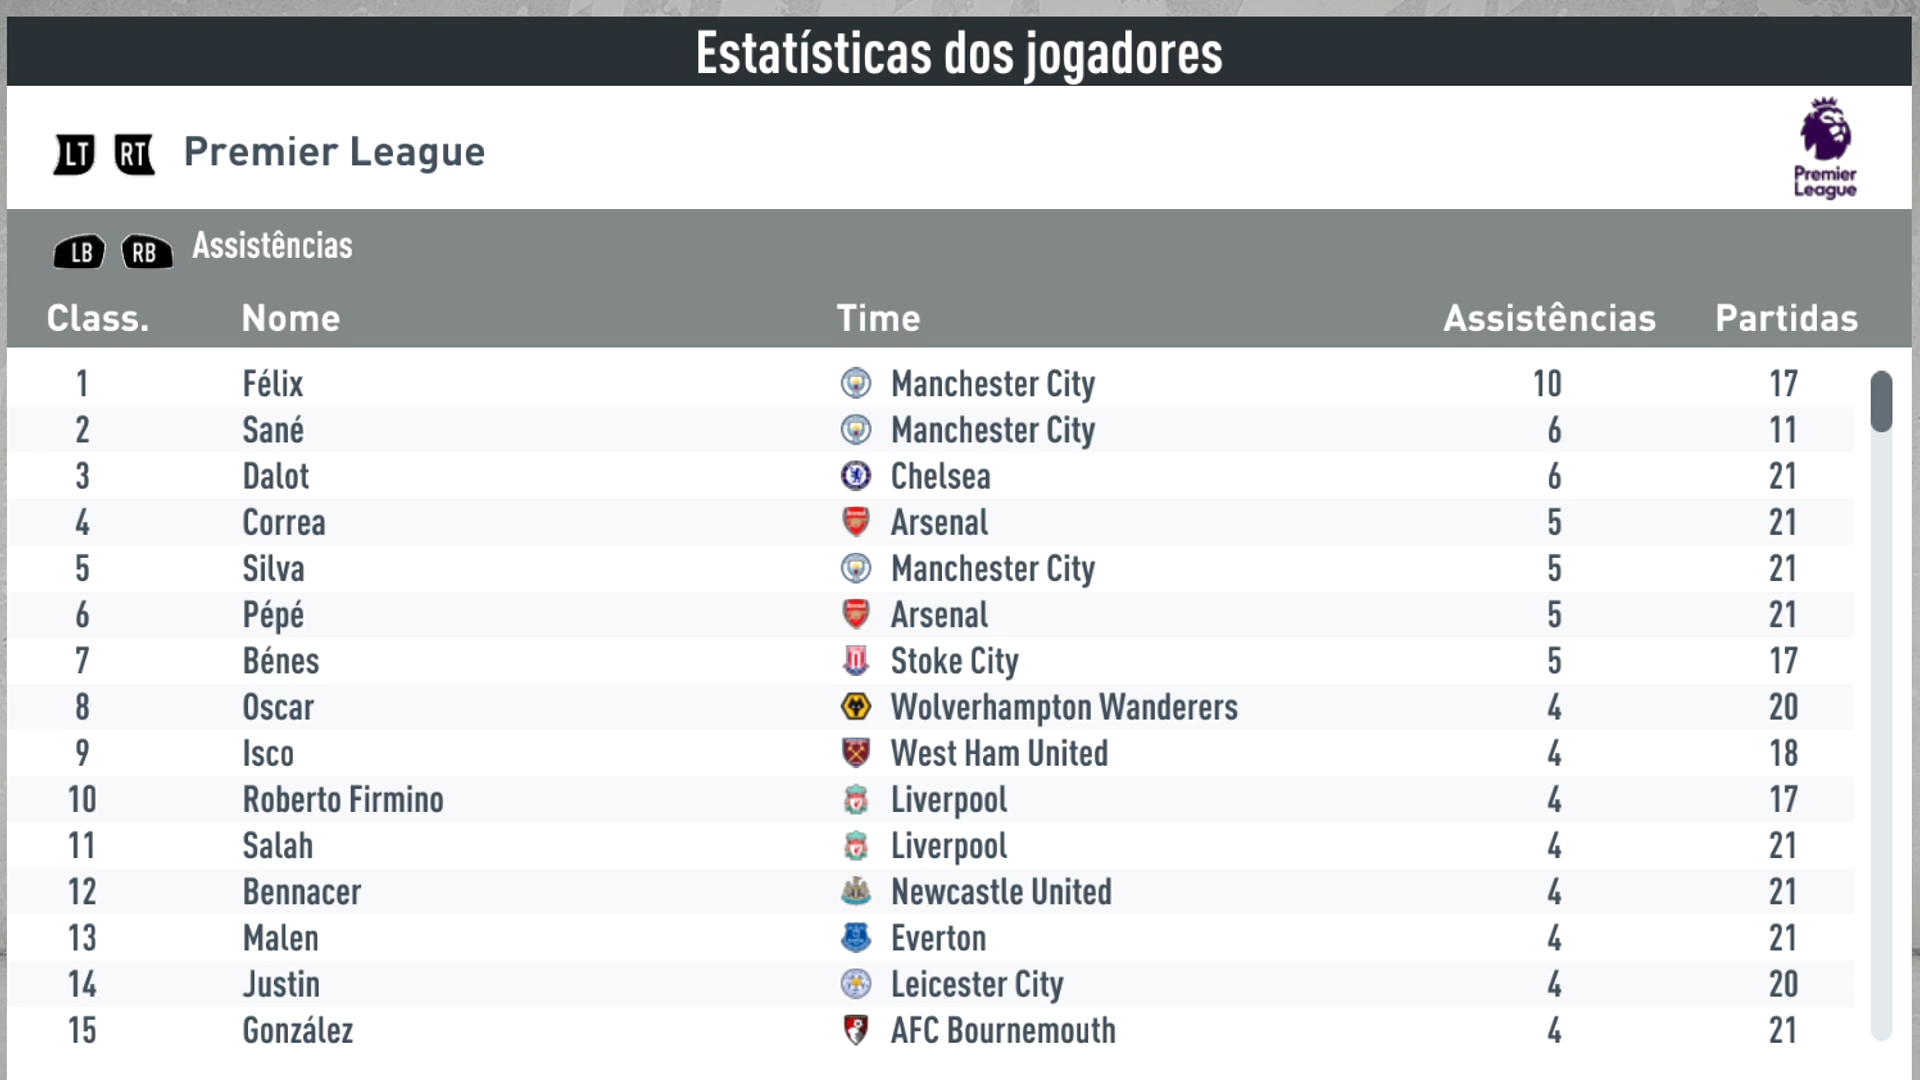 Estatísticas dos jogadores
LT RT Premier League
Premier
League
LB RB Assistências
Class. Nome Time Assistências Partidas
1 Félix Manchester City 10 17
2 Sané Manchester City 6 11
3 Dalot Chelsea 6 21
4 Correa Arsenal 5 21
5 Silva Manchester City 5 21
6 Pépé Arsenal 5 21
7 Bénes Stoke City 5 17
8 Oscar Wolverhampton Wanderers 4 20
9 Isco West Ham United 4 18
10 Roberto Firmino Liverpool 4 17
11 Salah Liverpool 4 21
12 Bennacer Newcastle United 4 21
13 Malen Everton 4 21
14 Justin Leicester City 4 20
15 González AFC Bournemouth 4 21